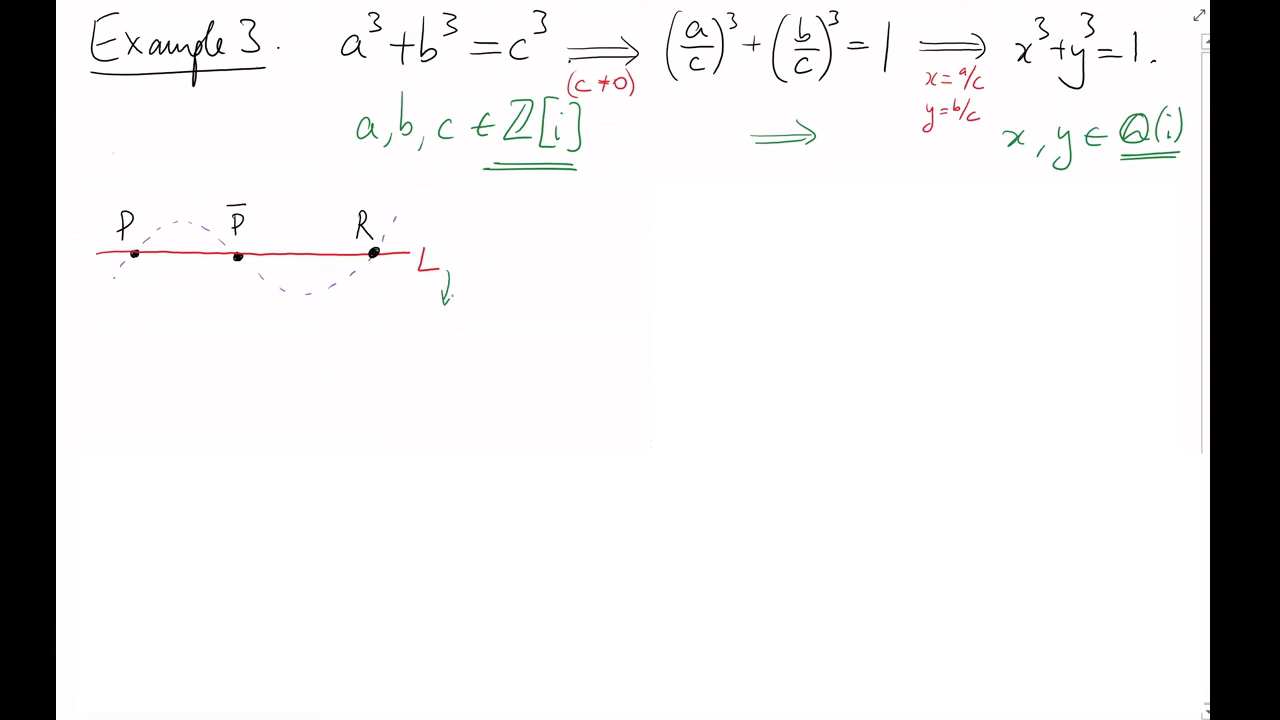 Example 3. a³ + b³ = c³ ⟹ (a/c)³ + (b/c)³ = 1 ⟹ x³ + y³ = 1.
(c ≠ 0) x = a/c
y = b/c
a, b, c ∈ ℤ[i] ⟹ x, y ∈ ℚ(i)
P P̅ R
L